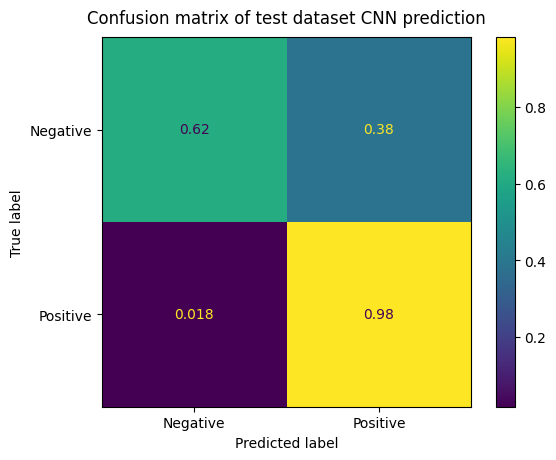 Confusion matrix of test dataset CNN prediction
Negative
0.62
0.38
0.8
0.6
True label
0.4
Positive
0.018
0.98
0.2
Negative
Positive
Predicted label